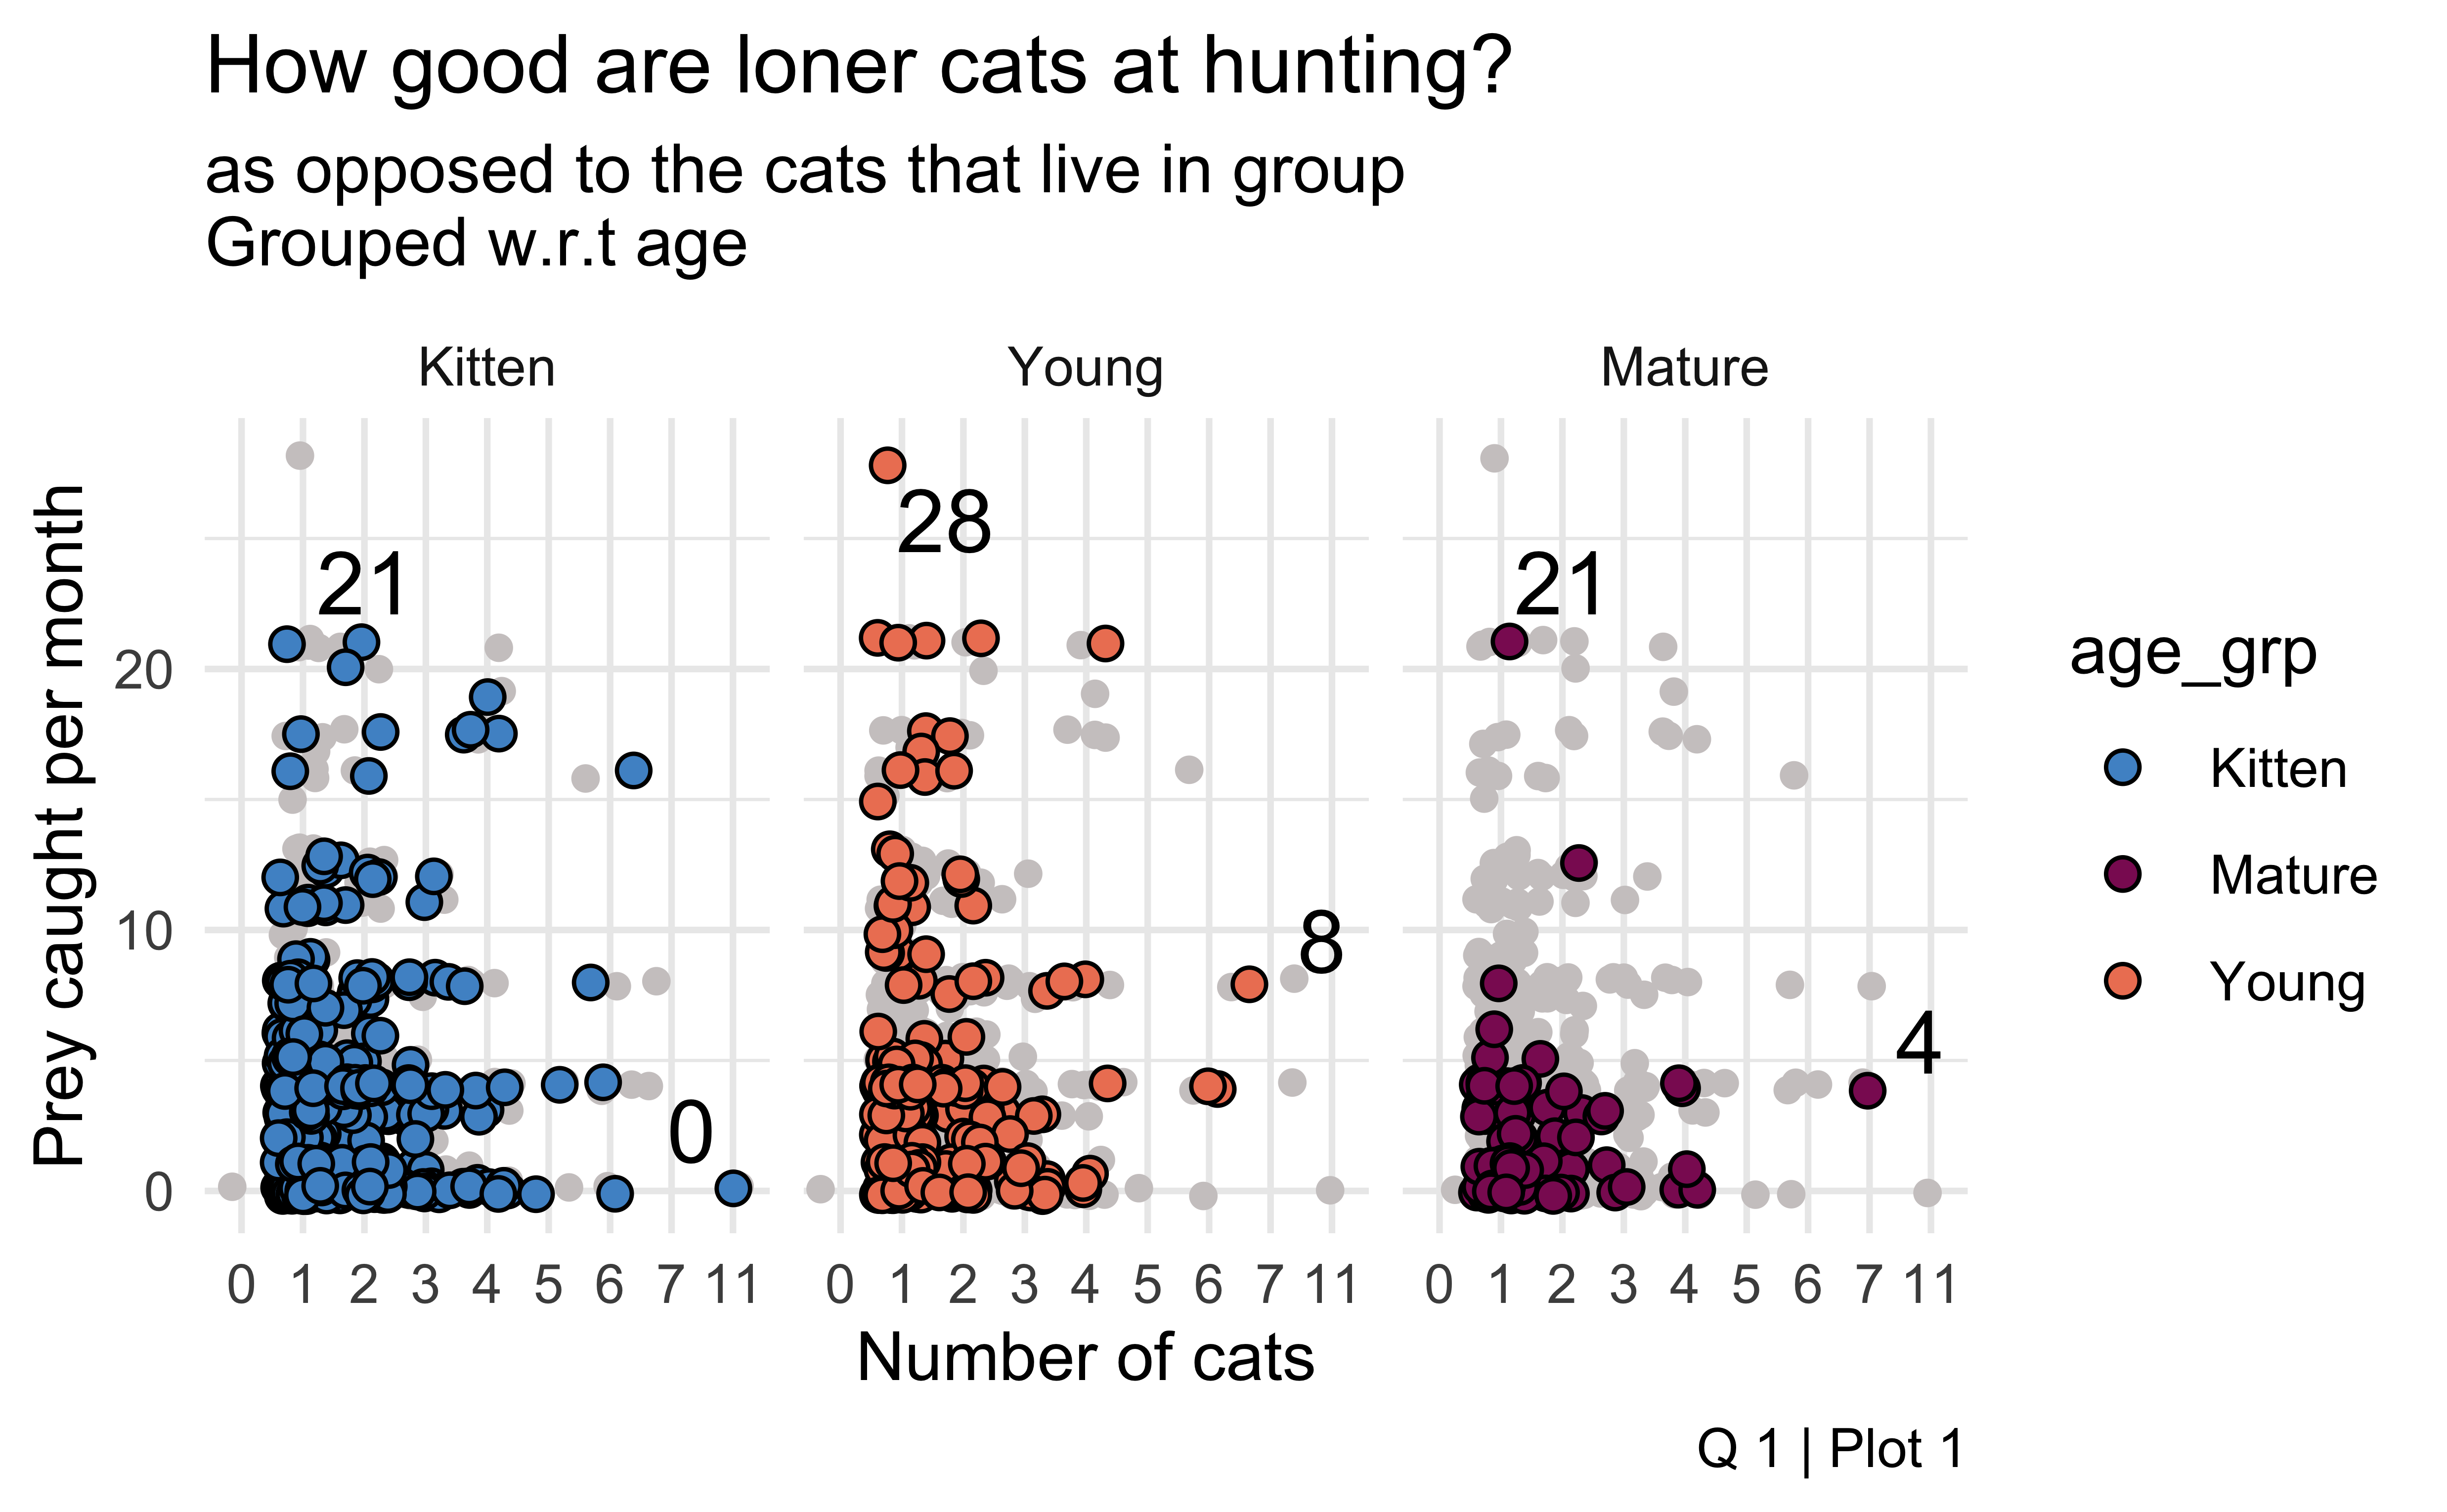 How good are loner cats at hunting?
as opposed to the cats that live in group
Grouped w.r.t age
Kitten Young Mature
Prey caught per month
20
10
0
21
0
28
8
21
4
0 1 2 3 4 5 6 7 11
0 1 2 3 4 5 6 7 11
0 1 2 3 4 5 6 7 11
Number of cats
age_grp
Kitten
Mature
Young
Q 1 | Plot 1